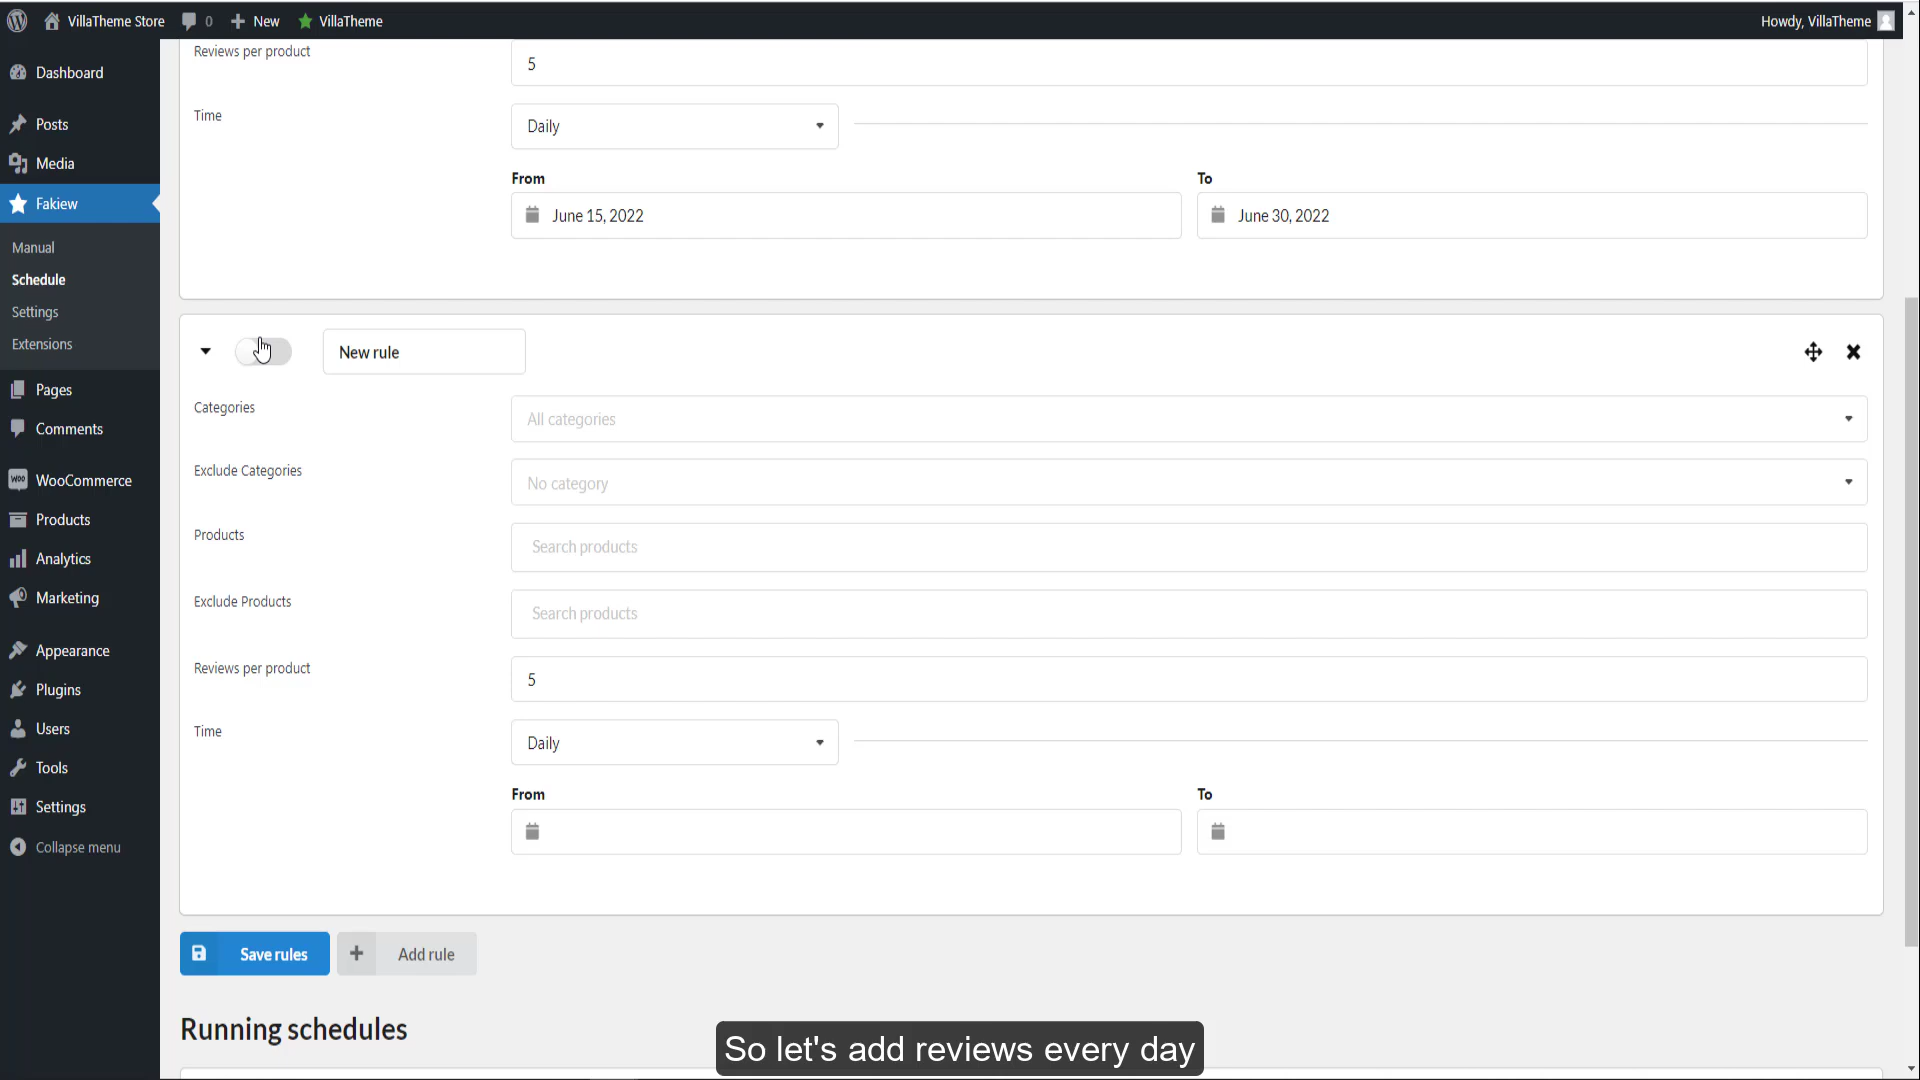 VillaTheme Store 0 New VillaTheme Howdy, VillaTheme
Dashboard
Posts
Media
Fakiew
Manual
Schedule
Settings
Extensions
Pages
Comments
WooCommerce
Products
Analytics
Marketing
Appearance
Plugins
Users
Tools
Settings
Collapse menu
Reviews per product
5
Time
Daily
From To
June 15, 2022 June 30, 2022
New rule
Categories
All categories
Exclude Categories
No category
Products
Search products
Exclude Products
Search products
Reviews per product
5
Time
Daily
From To
Save rules Add rule
Running schedules
So let's add reviews every day